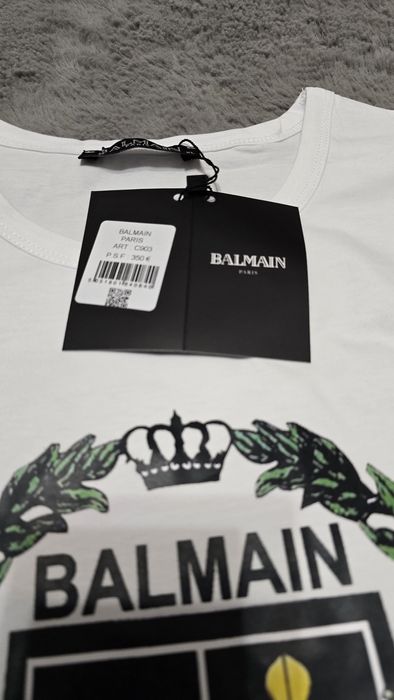 BALMAIN
PARIS
ART C903
P.S.F. 350 €
BALMAIN
PARIS
BALMAIN